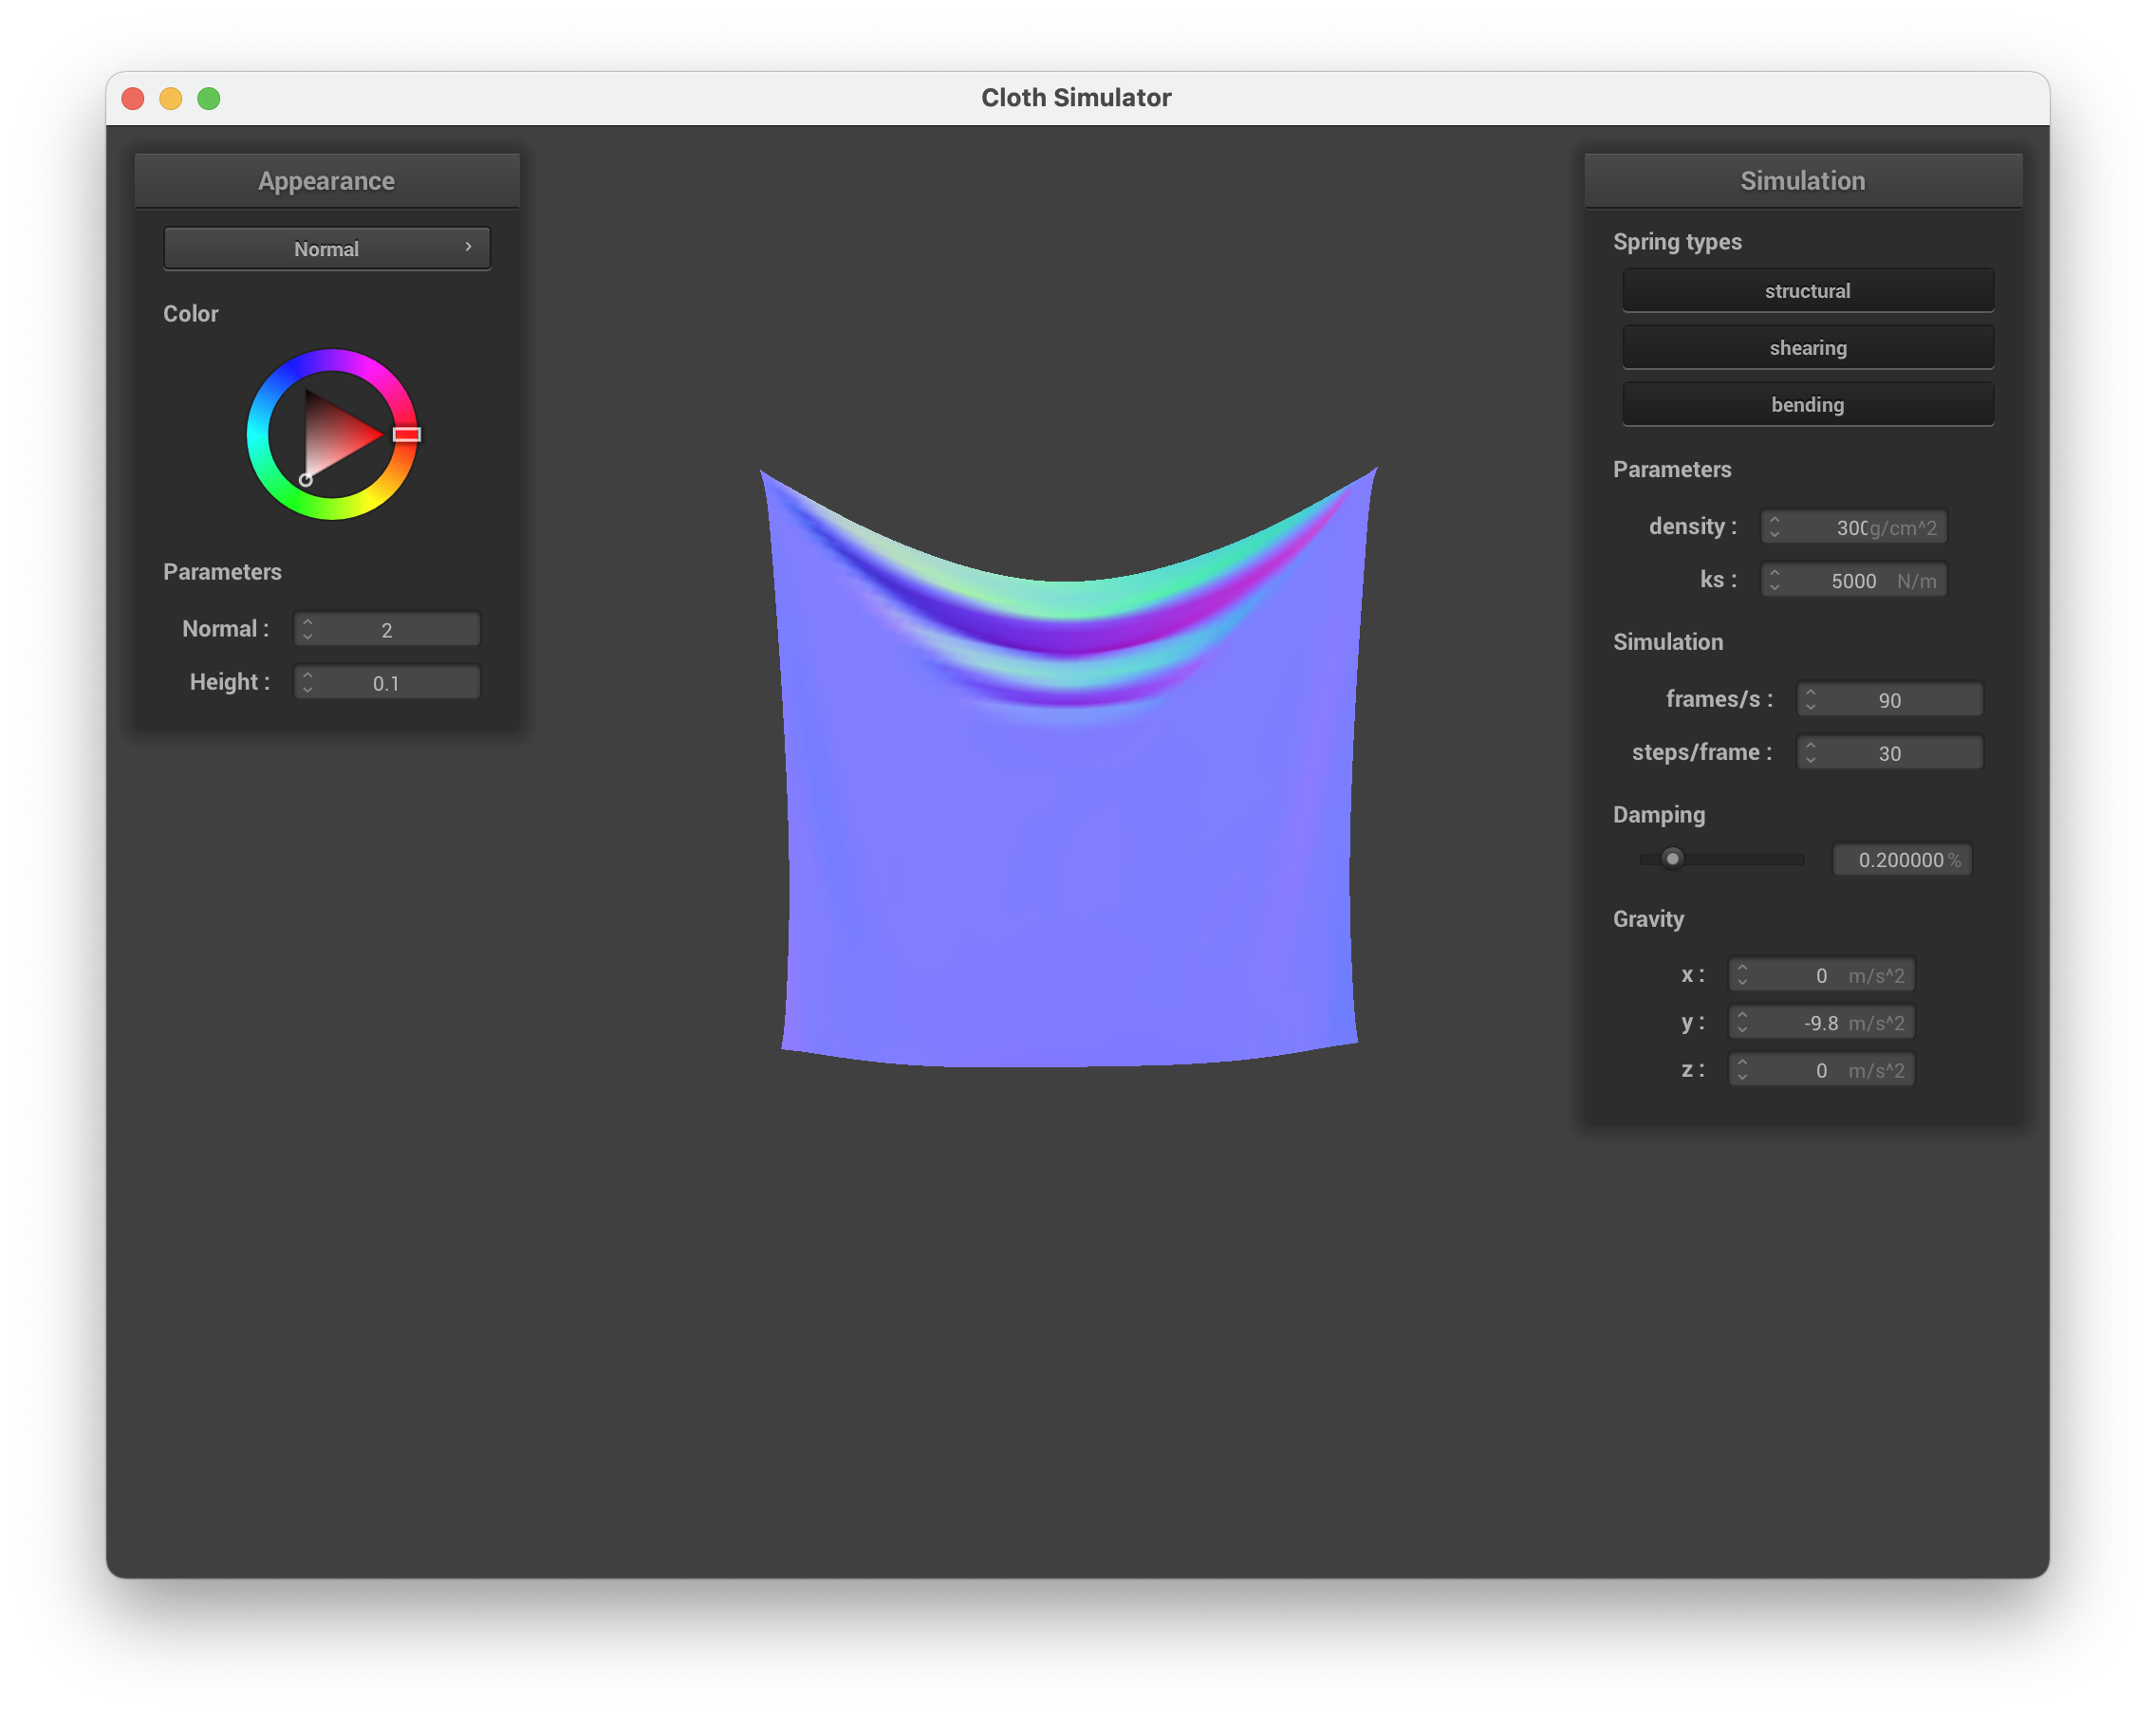 Cloth Simulator
Appearance
Normal
Color
Parameters
Normal :
2
Height :
0.1
Simulation
Spring types
structural
shearing
bending
Parameters
density :
300 g/cm^2
ks :
5000 N/m
Simulation
frames/s :
90
steps/frame :
30
Damping
0.200000 %
Gravity
x :
0 m/s^2
y :
-9.8 m/s^2
z :
0 m/s^2